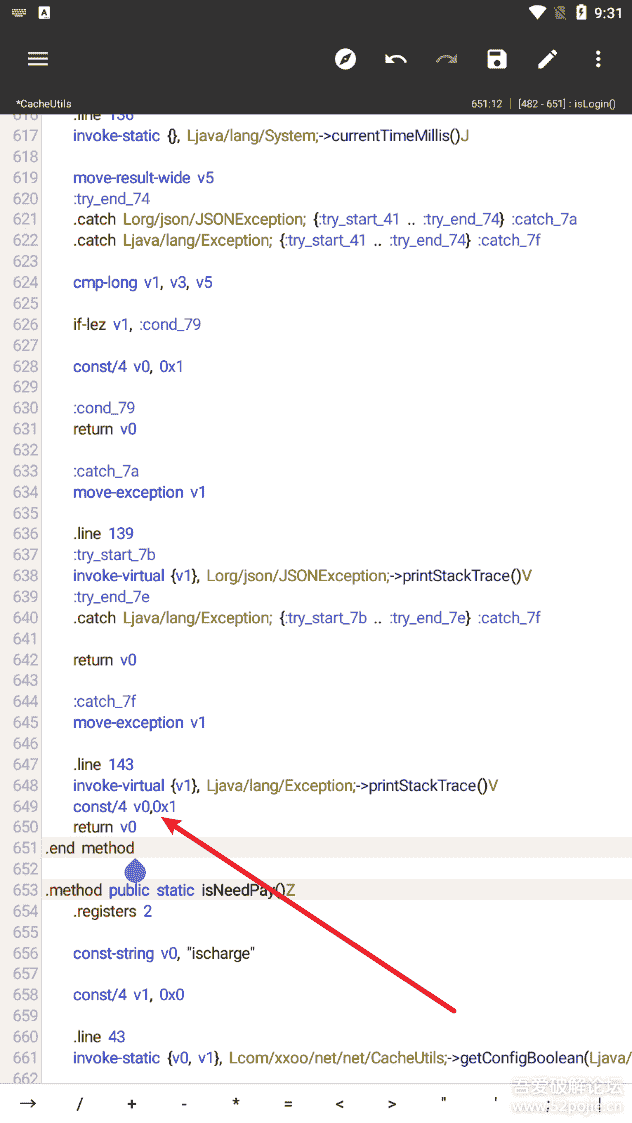 A
9:31
*CacheUtils
651:12 | [482 - 651] : isLogin()
616 .line 136
617 invoke-static {}, Ljava/lang/System;->currentTimeMillis()J
618
619 move-result-wide v5
620 :try_end_74
621 .catch Lorg/json/JSONException; {:try_start_41 .. :try_end_74} :catch_7a
622 .catch Ljava/lang/Exception; {:try_start_41 .. :try_end_74} :catch_7f
623
624 cmp-long v1, v3, v5
625
626 if-lez v1, :cond_79
627
628 const/4 v0, 0x1
629
630 :cond_79
631 return v0
632
633 :catch_7a
634 move-exception v1
635
636 .line 139
637 :try_start_7b
638 invoke-virtual {v1}, Lorg/json/JSONException;->printStackTrace()V
639 :try_end_7e
640 .catch Ljava/lang/Exception; {:try_start_7b .. :try_end_7e} :catch_7f
641
642 return v0
643
644 :catch_7f
645 move-exception v1
646
647 .line 143
648 invoke-virtual {v1}, Ljava/lang/Exception;->printStackTrace()V
649 const/4 v0,0x1
650 return v0
651 .end method
652
653 .method public static isNeedPay()Z
654 .registers 2
655
656 const-string v0, "ischarge"
657
658 const/4 v1, 0x0
659
660 .line 43
661 invoke-static {v0, v1}, Lcom/xxoo/net/net/CacheUtils;->getConfigBoolean(Ljava/
662
→ / + - * = < > " ' : !
吾爱破解论坛
www.52pojie.cn